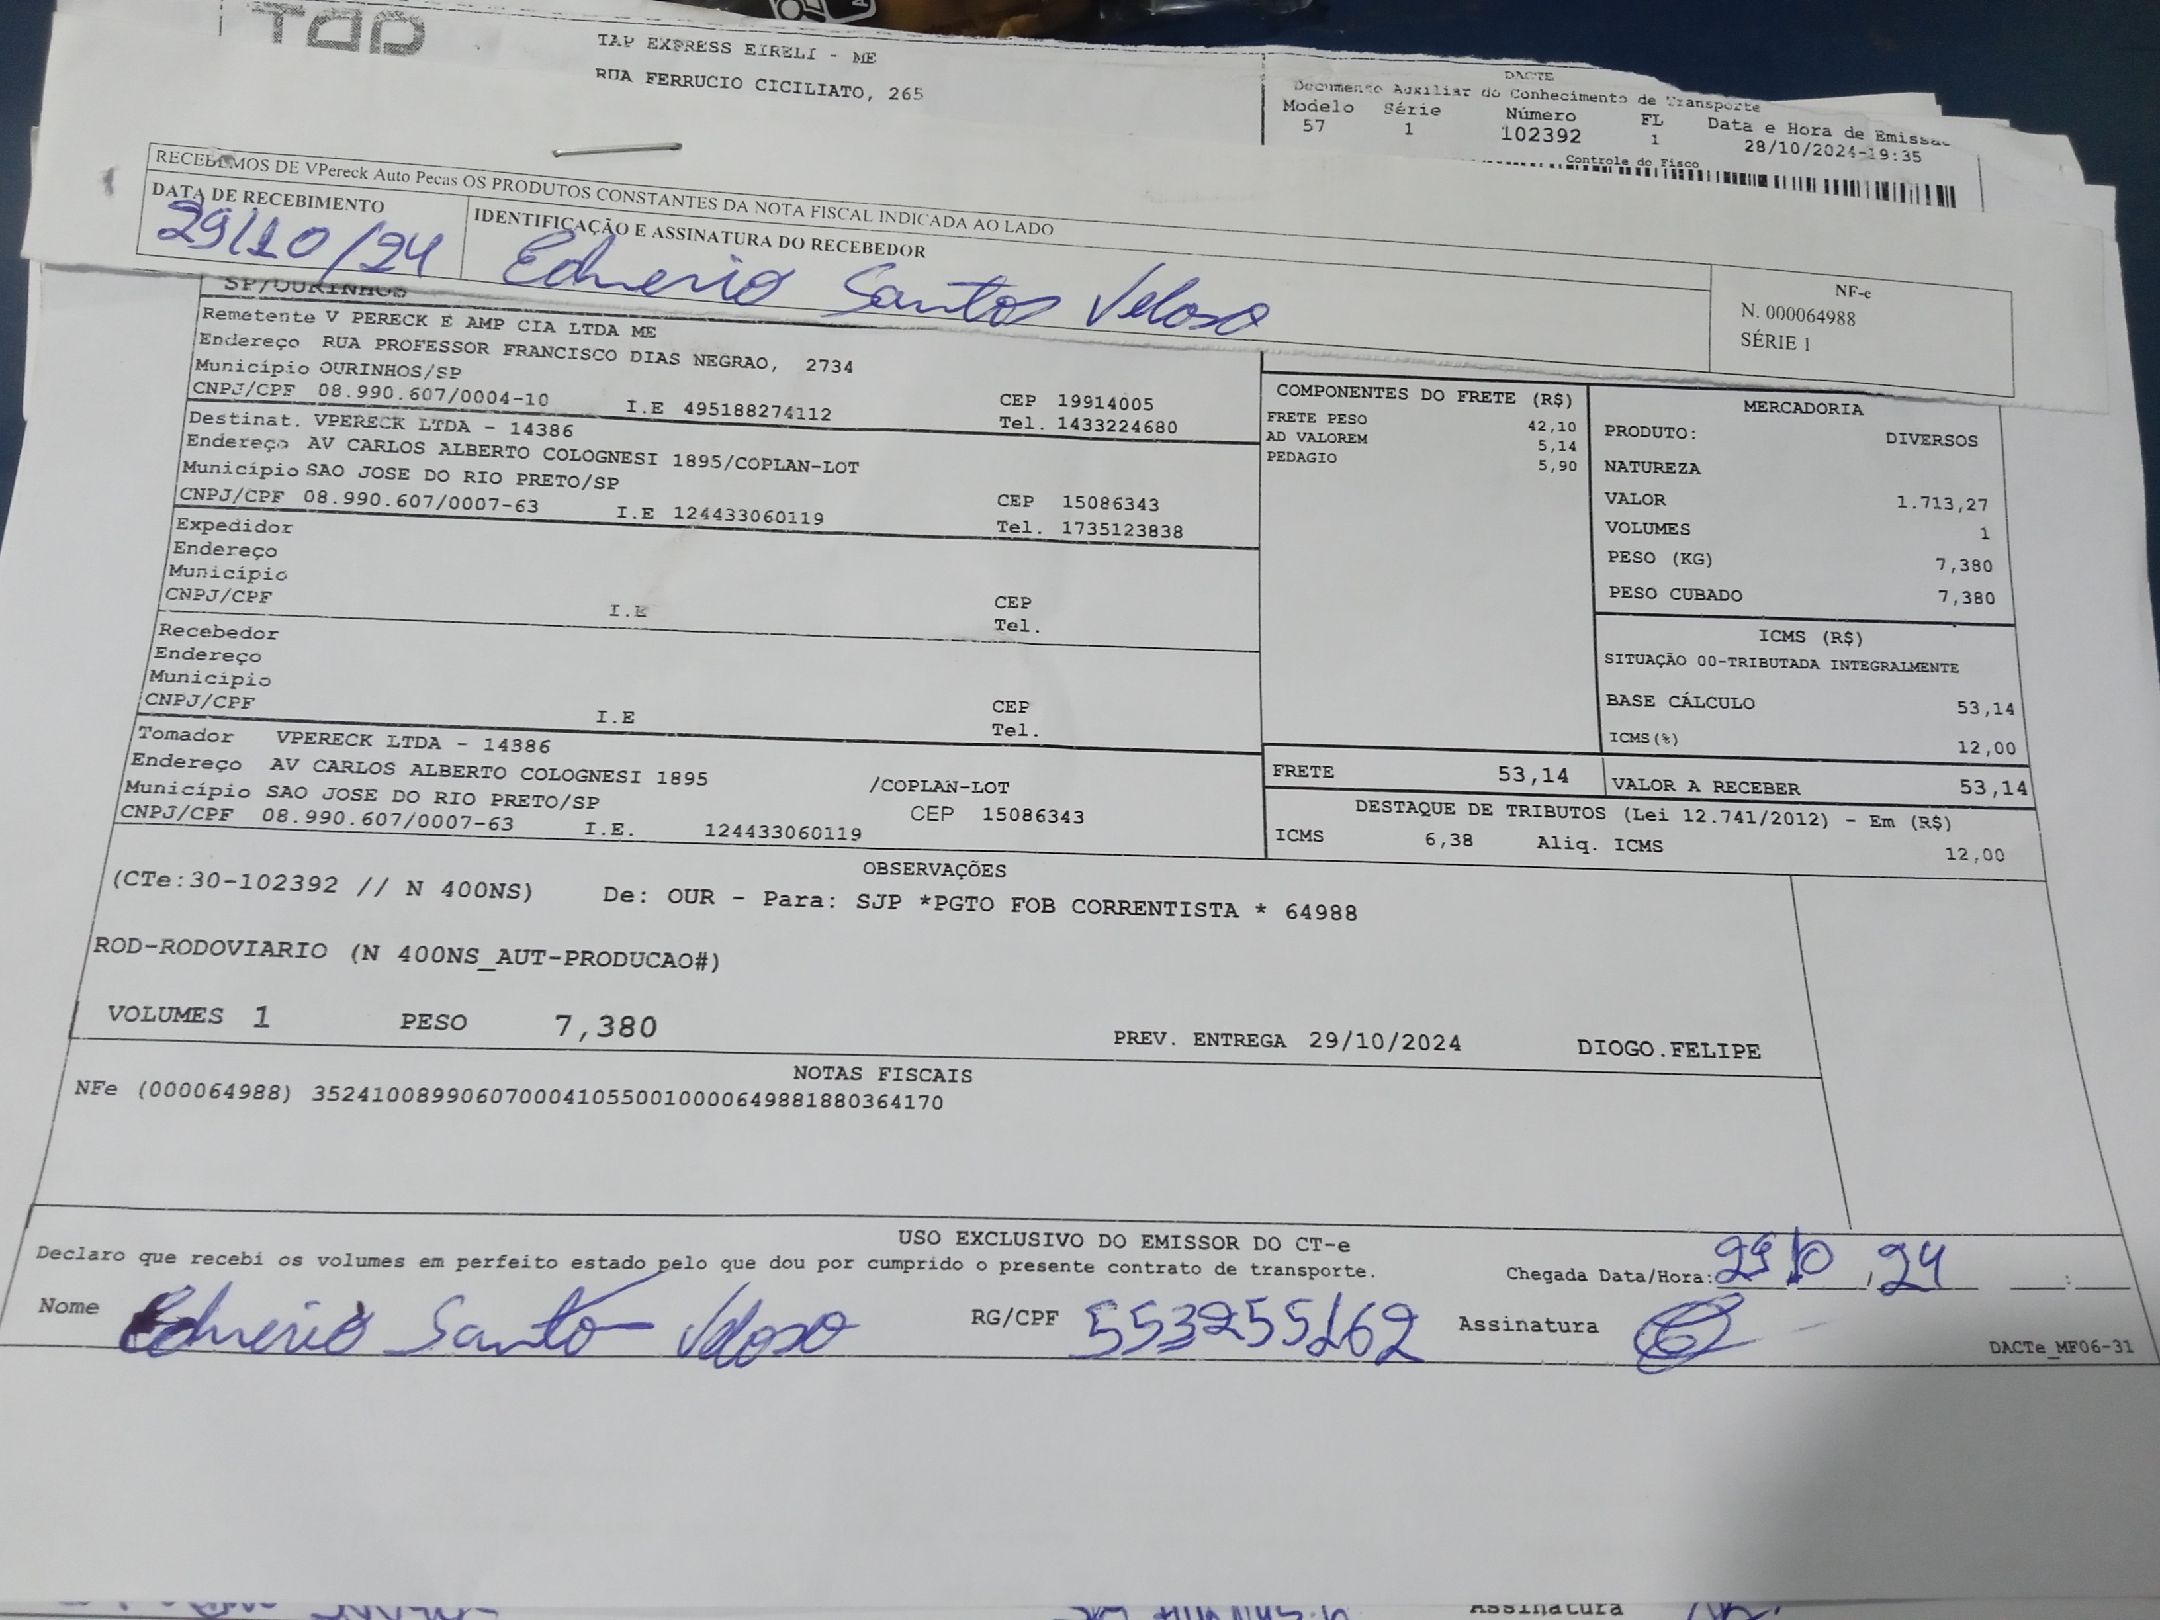 TAP
TAP EXPRESS EIRELI - ME
RUA FERRUCIO CICILIATO, 265
DACTE
Documento Auxiliar do Conhecimento de Transporte
Modelo Série Número FL Data e Hora de Emissão
57 1 102392 1 28/10/2024-19:35
Controle do Fisco
RECEBEMOS DE VPereck Auto Pecas OS PRODUTOS CONSTANTES DA NOTA FISCAL INDICADA AO LADO
DATA DE RECEBIMENTO IDENTIFICAÇÃO E ASSINATURA DO RECEBEDOR
29/10/24 Santos Veloso
NF-e
N. 000064988
SÉRIE 1
SP/OURINHOS
Remetente V PERECK E AMP CIA LTDA ME
Endereço RUA PROFESSOR FRANCISCO DIAS NEGRAO, 2734
Município OURINHOS/SP CEP 19914005
CNPJ/CPF 08.990.607/0004-10 I.E 495188274112 Tel. 1433224680
Destinat. VPERECK LTDA - 14386
Endereço AV CARLOS ALBERTO COLOGNESI 1895/COPLAN-LOT
Município SAO JOSE DO RIO PRETO/SP CEP 15086343
CNPJ/CPF 08.990.607/0007-63 I.E 124433060119 Tel. 1735123838
Expedidor
Endereço
Município CEP
CNPJ/CPF I.E Tel.
Recebedor
Endereço
Município CEP
CNPJ/CPF I.E Tel.
Tomador VPERECK LTDA - 14386
Endereço AV CARLOS ALBERTO COLOGNESI 1895 /COPLAN-LOT
Município SAO JOSE DO RIO PRETO/SP CEP 15086343
CNPJ/CPF 08.990.607/0007-63 I.E. 124433060119
COMPONENTES DO FRETE (R$)
FRETE PESO 42,10
AD VALOREM 5,14
PEDAGIO 5,90
MERCADORIA
PRODUTO: DIVERSOS
NATUREZA
VALOR 1.713,27
VOLUMES 1
PESO (KG) 7,380
PESO CUBADO 7,380
ICMS (R$)
SITUAÇÃO 00-TRIBUTADA INTEGRALMENTE
BASE CÁLCULO 53,14
ICMS(%) 12,00
FRETE 53,14 VALOR A RECEBER 53,14
DESTAQUE DE TRIBUTOS (Lei 12.741/2012) - Em (R$)
ICMS 6,38 Aliq. ICMS 12,00
OBSERVAÇÕES
(CTe:30-102392 // N 400NS) De: OUR - Para: SJP *PGTO FOB CORRENTISTA * 64988
ROD-RODOVIARIO (N 400NS_AUT-PRODUCAO#)
VOLUMES 1 PESO 7,380 PREV. ENTREGA 29/10/2024 DIOGO.FELIPE
NOTAS FISCAIS
NFe (000064988) 35241008990607000410550010000649881880364170
USO EXCLUSIVO DO EMISSOR DO CT-e
Declaro que recebi os volumes em perfeito estado pelo que dou por cumprido o presente contrato de transporte. Chegada Data/Hora: 29/10/24 :
Nome Santos Veloso RG/CPF 553255162 Assinatura
DACTe_MF06-31
Assinatura